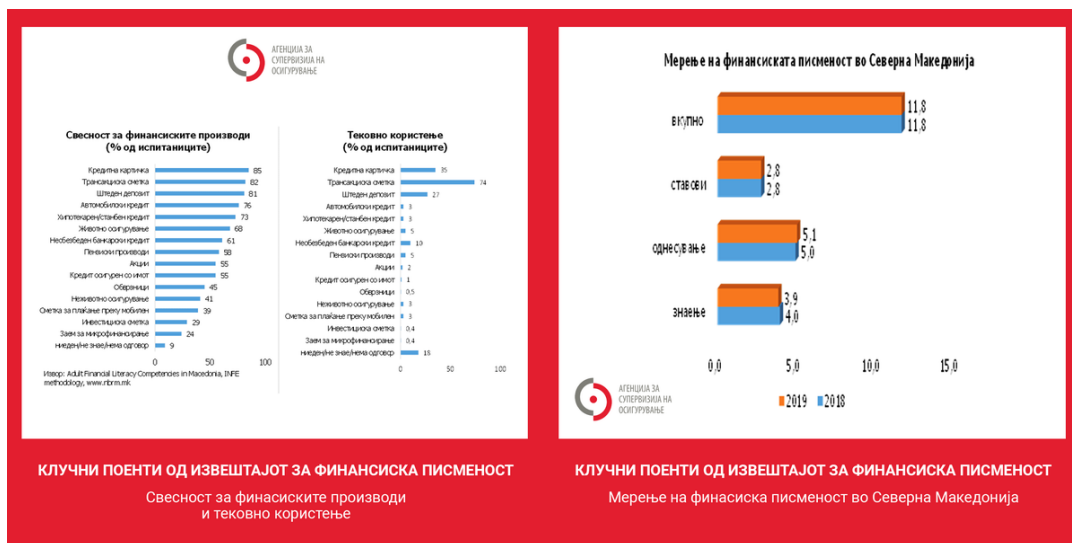 АГЕНЦИЈА ЗА
СУПЕРВИЗИЈА НА
ОСИГУРУВАЊЕ
Свесност за финансиските производи
(% од испитаниците)
Кредитна картичка 85
Трансакциска сметка 82
Штеден депозит 81
Автомобилски кредит 76
Хипотекарен/станбен кредит 73
Животно осигурување 68
Необезбеден банкарски кредит 61
Пензиски производи 58
Акции 55
Кредит осигурен со имот 55
Обврзници 45
Неживотно осигурување 41
Сметка за плаќање преку мобилен 39
Инвестициска сметка 29
Заем за микрофинансирање 24
ниеден/не знае/нема одговор 9
0 50 100
Извор: Adult Financial Literacy Competencies in Macedonia, INFE
methodology, www.nbrm.mk
Тековно користење
(% од испитаниците)
Кредитна картичка 35
Трансакциска сметка 74
Штеден депозит 27
Автомобилски кредит 3
Хипотекарен/станбен кредит 3
Животно осигурување 5
Необезбеден банкарски кредит 10
Пензиски производи 5
Акции 2
Кредит осигурен со имот 1
Обврзници 0,5
Неживотно осигурување 3
Сметка за плаќање преку мобилен 3
Инвестициска сметка 0,4
Заем за микрофинансирање 0,4
ниеден/не знае/нема одговор 18
0 50 100
КЛУЧНИ ПОЕНТИ ОД ИЗВЕШТАЈОТ ЗА ФИНАНСИСКА ПИСМЕНОСТ
Свесност за финасиските производи
и тековно користење
Мерење на финансиската писменост во Северна Македонија
вкупно 11,8
11,8
ставови 2,8
2,8
однесување 5,1
5,0
знаење 3,9
4,0
0,0 5,0 10,0 15,0
2019 2018
АГЕНЦИЈА ЗА
СУПЕРВИЗИЈА НА
ОСИГУРУВАЊЕ
КЛУЧНИ ПОЕНТИ ОД ИЗВЕШТАЈОТ ЗА ФИНАНСИСКА ПИСМЕНОСТ
Мерење на финасиска писменост во Северна Македонија